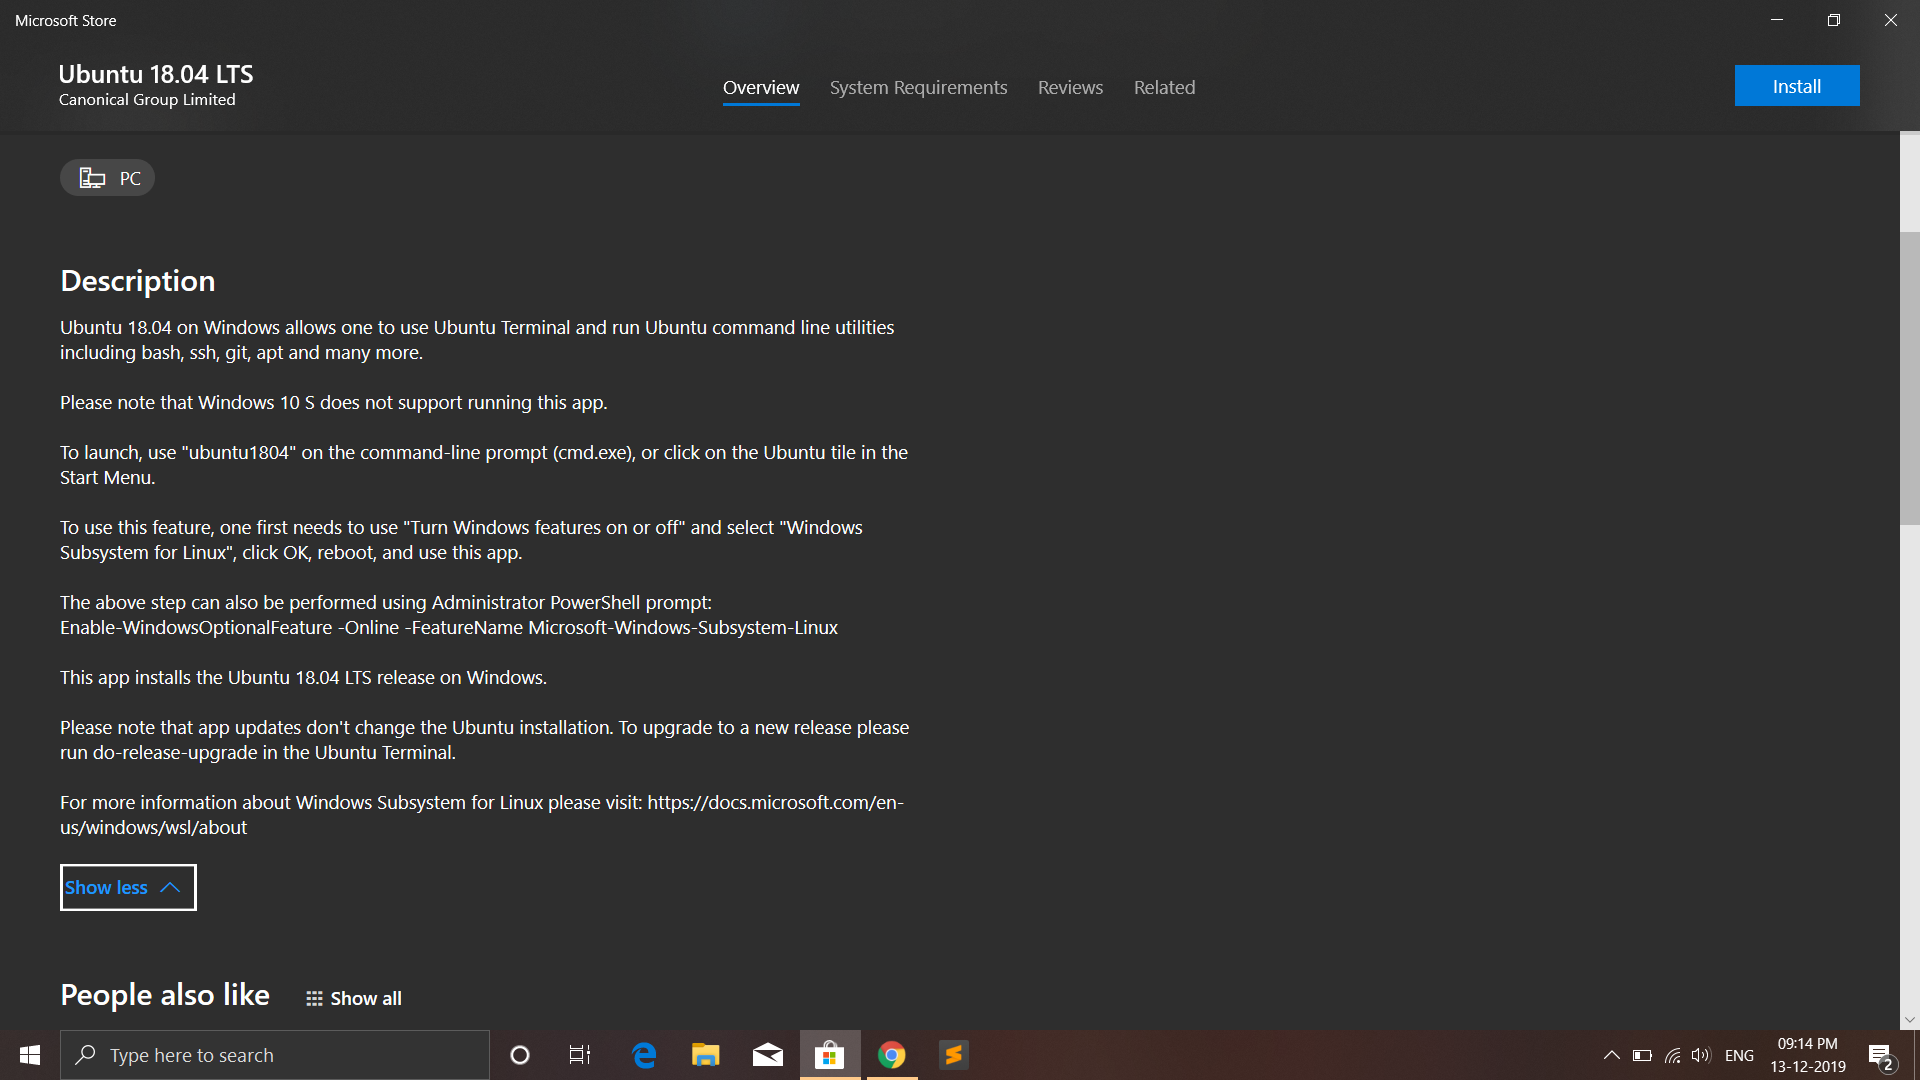 Microsoft Store
Ubuntu 18.04 LTS
Canonical Group Limited
Overview
System Requirements
Reviews
Related
Install
PC
Description
Ubuntu 18.04 on Windows allows one to use Ubuntu Terminal and run Ubuntu command line utilities
including bash, ssh, git, apt and many more.
Please note that Windows 10 S does not support running this app.
To launch, use "ubuntu1804" on the command-line prompt (cmd.exe), or click on the Ubuntu tile in the
Start Menu.
To use this feature, one first needs to use "Turn Windows features on or off" and select "Windows
Subsystem for Linux", click OK, reboot, and use this app.
The above step can also be performed using Administrator PowerShell prompt:
Enable-WindowsOptionalFeature -Online -FeatureName Microsoft-Windows-Subsystem-Linux
This app installs the Ubuntu 18.04 LTS release on Windows.
Please note that app updates don't change the Ubuntu installation. To upgrade to a new release please
run do-release-upgrade in the Ubuntu Terminal.
For more information about Windows Subsystem for Linux please visit: https://docs.microsoft.com/en-
us/windows/wsl/about
Show less
People also like
Show all
Type here to search
ENG
09:14 PM
13-12-2019
2